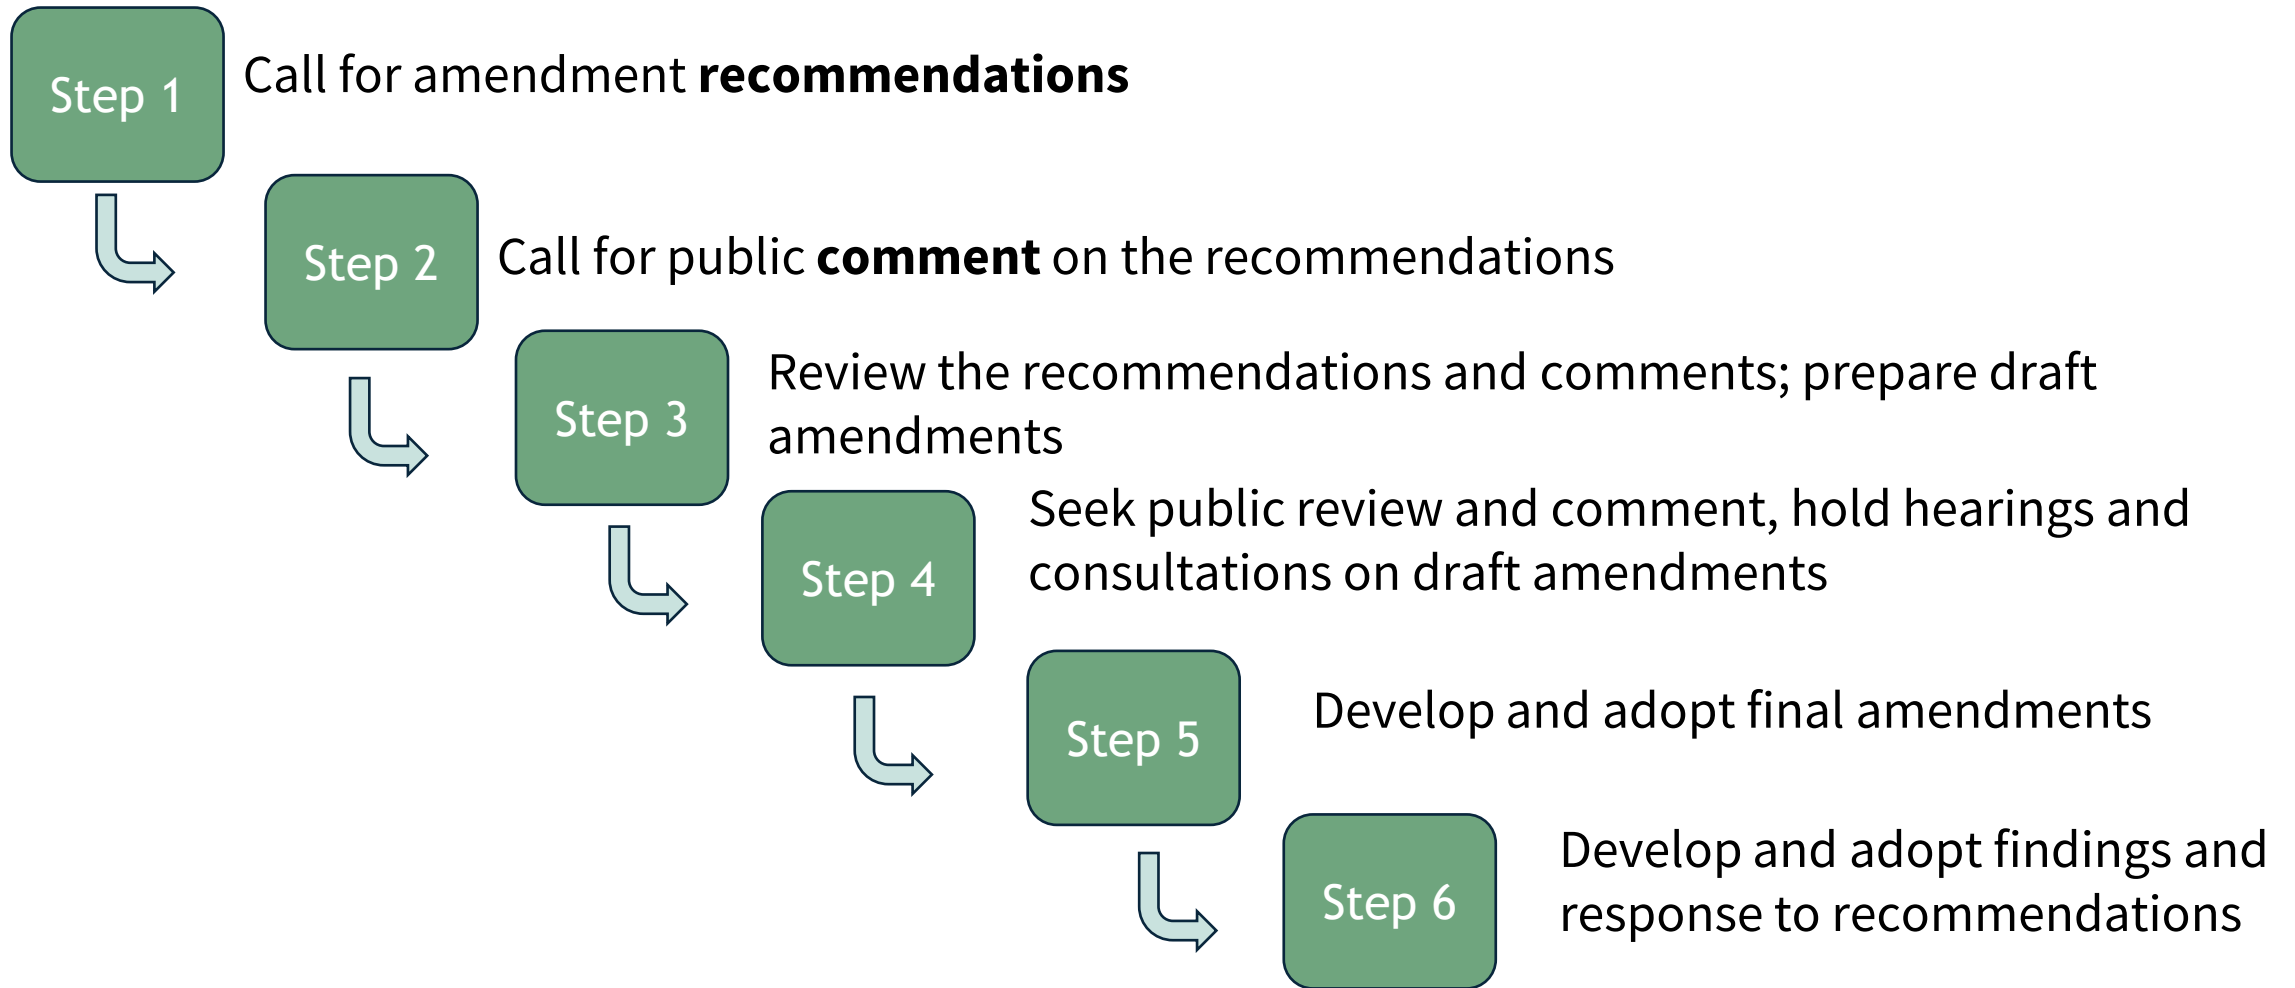 Step 1
Call for amendment recommendations
Step 2
Call for public comment on the recommendations
Step 3
Review the recommendations and comments; prepare draft
amendments
Step 4
Seek public review and comment, hold hearings and
consultations on draft amendments
Step 5
Develop and adopt final amendments
Step 6
Develop and adopt findings and
response to recommendations